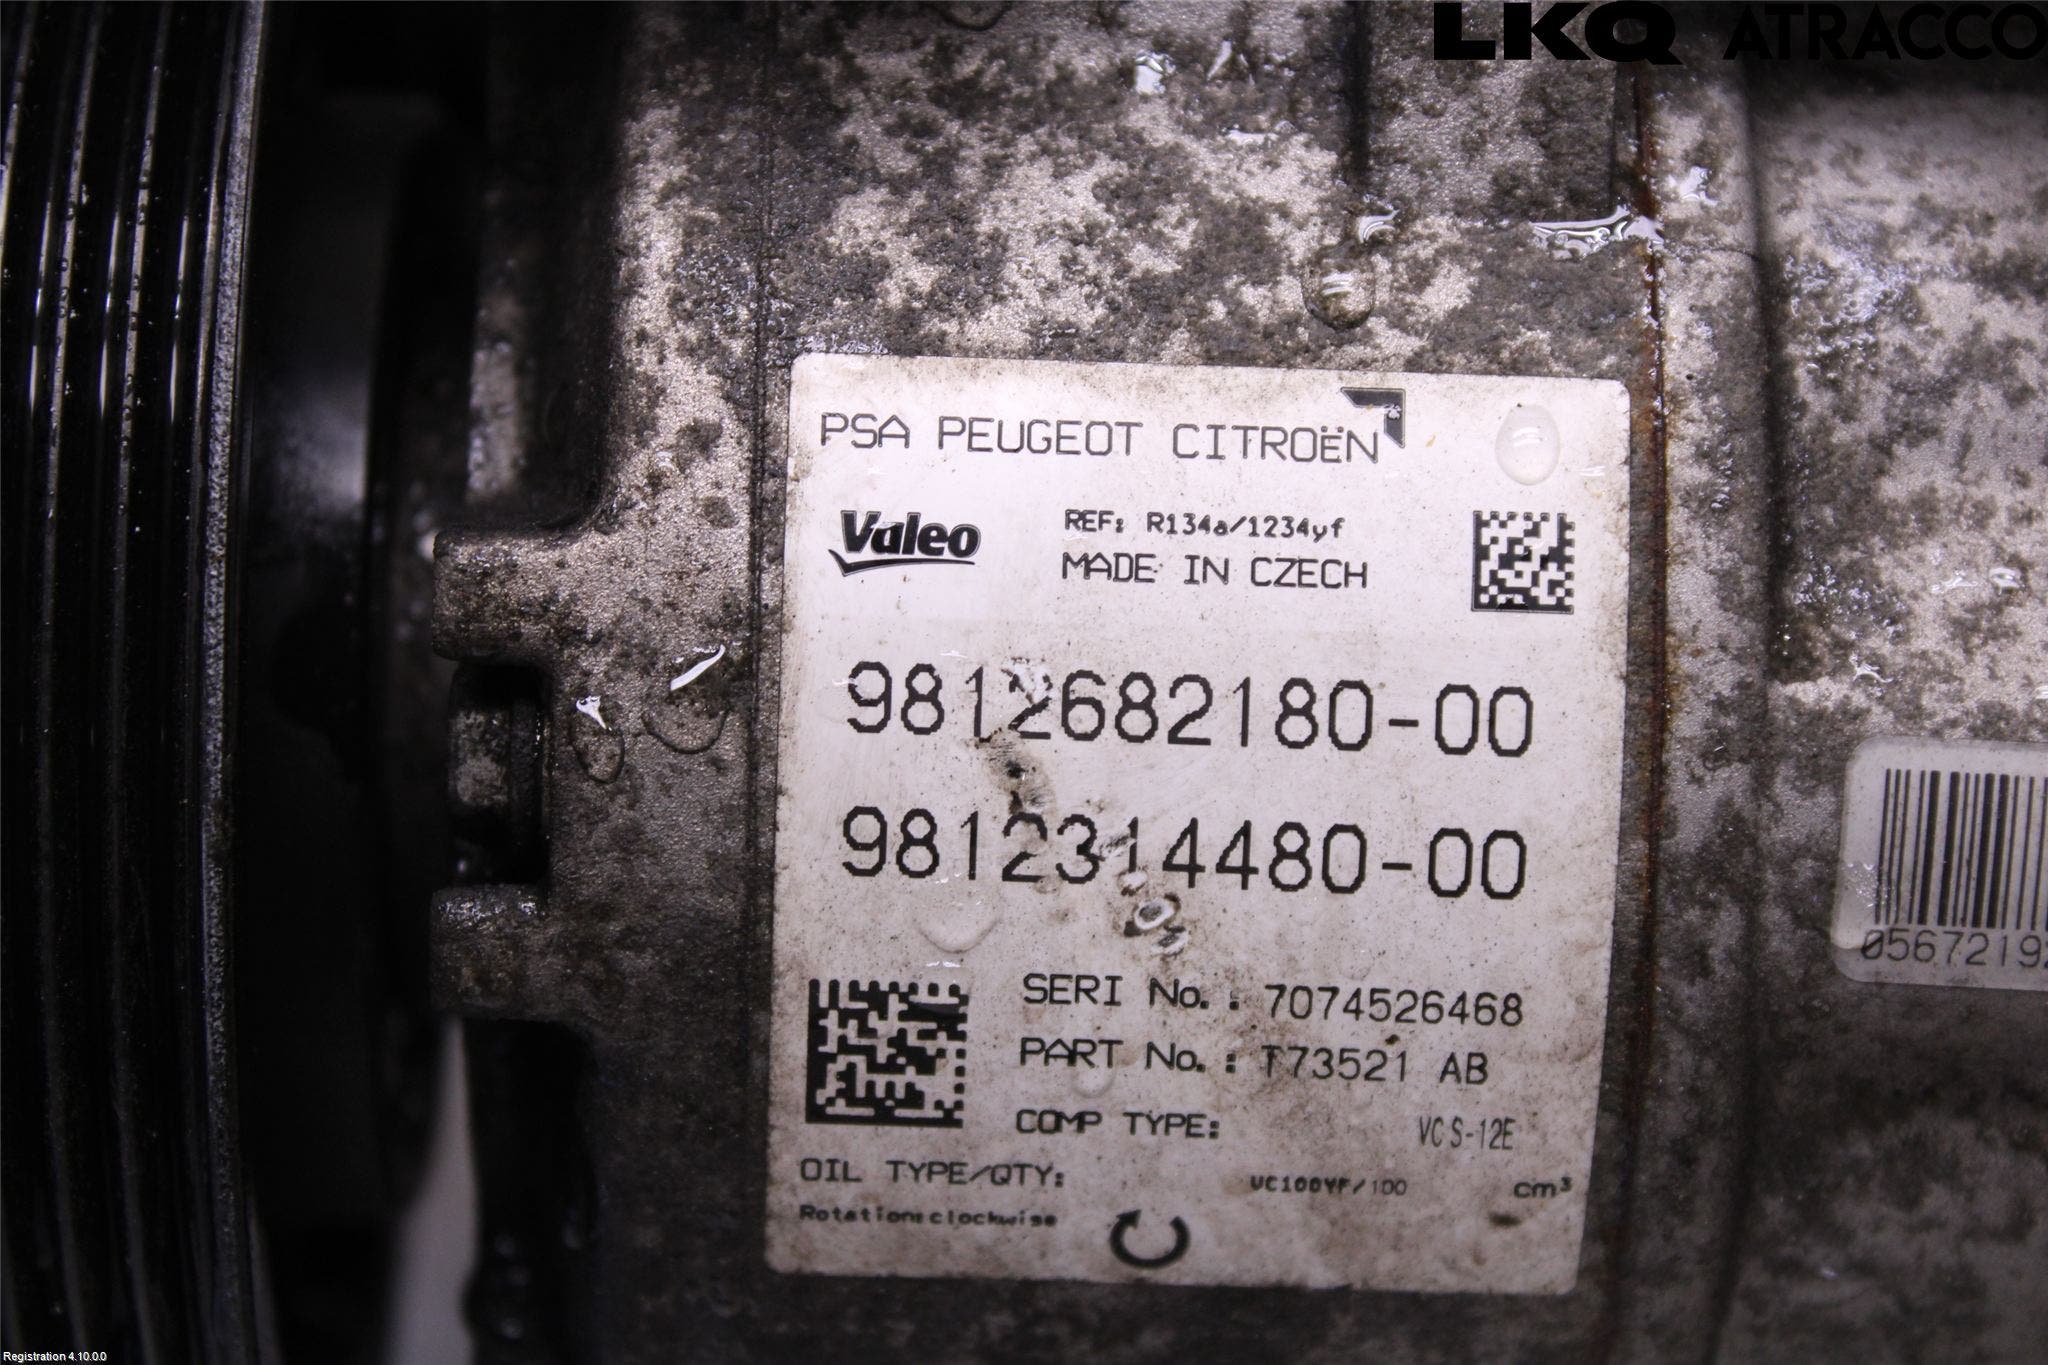 LKQ ATRACCO
PSA PEUGEOT CITROËN
Valeo
REF: R134a/1234yf
MADE IN CZECH
9812682180-00
9812314480-00
0567219
SERI No.: 7074526468
PART No.: T73521 AB
COMP TYPE: VC S-12E
OIL TYPE/QTY: VC100YF/100 cm³
Rotation:clockwise
Registration 4.10.0.0